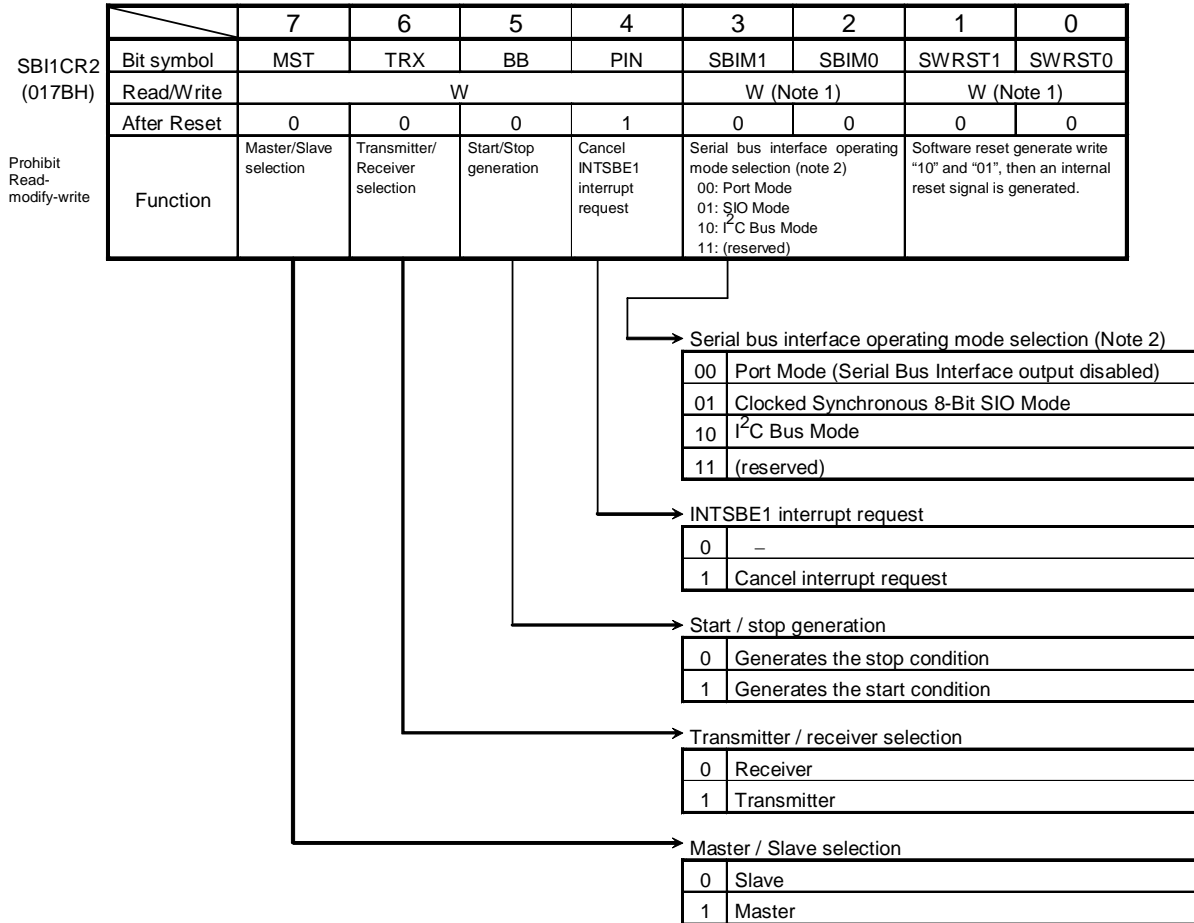 7 6 5 4 3 2 1 0
SBI1CR2 Bit symbol MST TRX BB PIN SBIM1 SBIM0 SWRST1 SWRST0
(017BH) Read/Write W W (Note 1) W (Note 1)
After Reset 0 0 0 1 0 0 0 0
Prohibit
Read-
modify-write
Function
Master/Slave
selection
Transmitter/
Receiver
selection
Start/Stop
generation
Cancel
INTSBE1
interrupt
request
Serial bus interface operating
mode selection (note 2)
00: Port Mode
01: SIO Mode
10: I2C Bus Mode
11: (reserved)
Software reset generate write
“10” and “01”, then an internal
reset signal is generated.
Serial bus interface operating mode selection (Note 2)
00 Port Mode (Serial Bus Interface output disabled)
01 Clocked Synchronous 8-Bit SIO Mode
10 I2C Bus Mode
11 (reserved)
INTSBE1 interrupt request
0 –
1 Cancel interrupt request
Start / stop generation
0 Generates the stop condition
1 Generates the start condition
Transmitter / receiver selection
0 Receiver
1 Transmitter
Master / Slave selection
0 Slave
1 Master